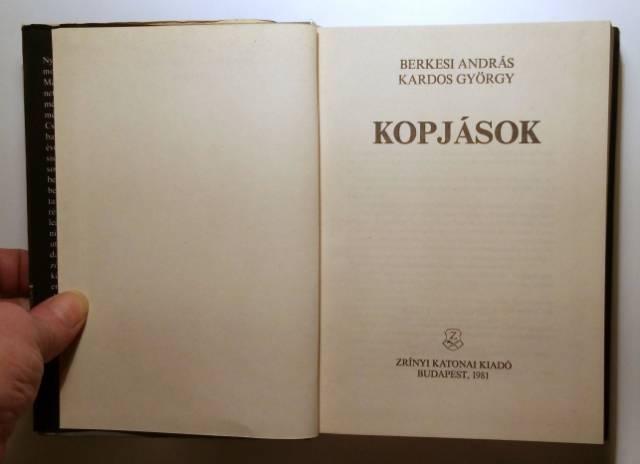 BERKESI ANDRÁS
KARDOS GYÖRGY
KOPJÁSOK
Z
ZRÍNYI KATONAI KIADÓ
BUDAPEST, 1981